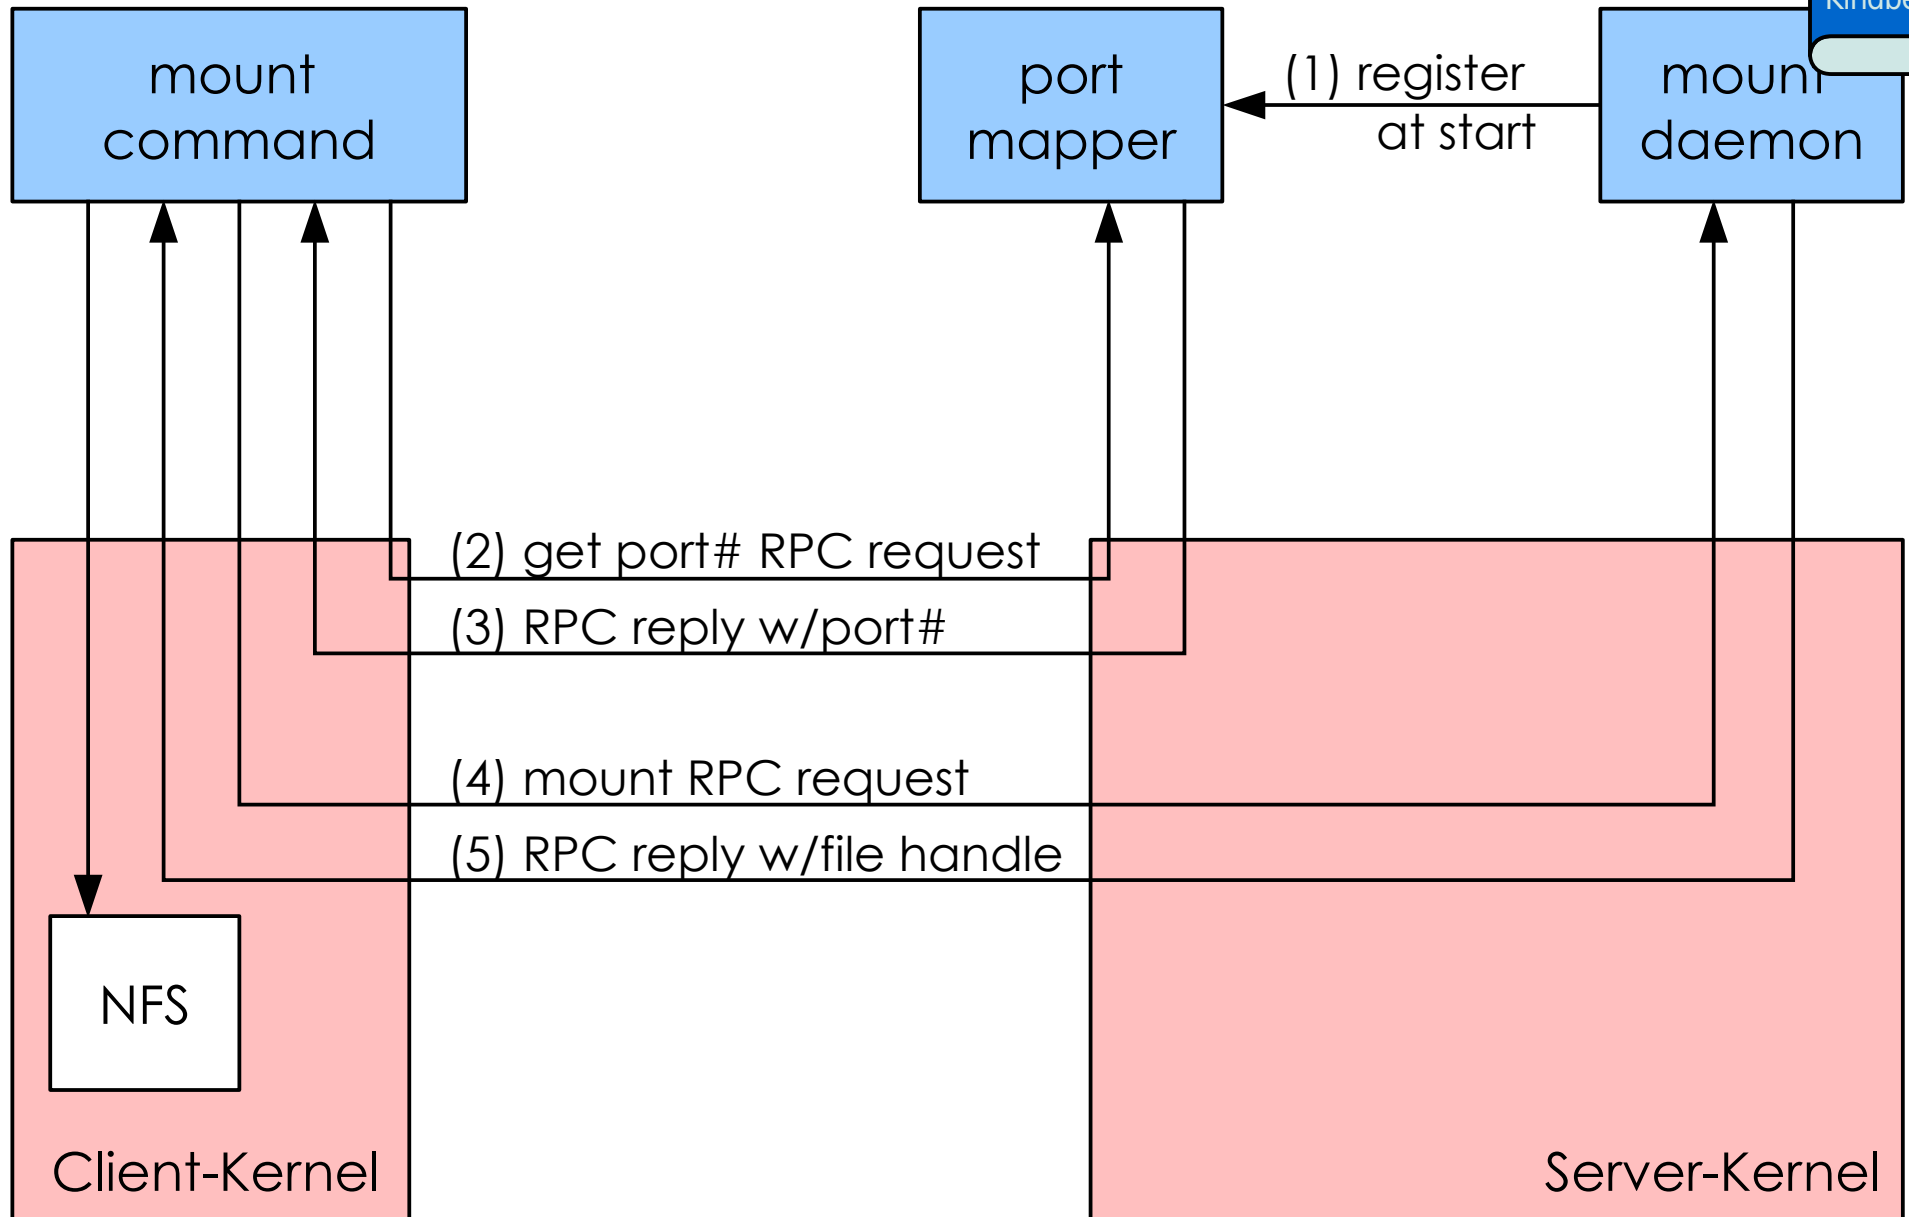 mount
command
port
mapper
(1) register
at start
daemon
(2) get port# RPC request
(3) RPC reply w/port#
(4) mount RPC request
(5) RPC reply w/file handle
NFS
Client-Kernel
Server-Kernel